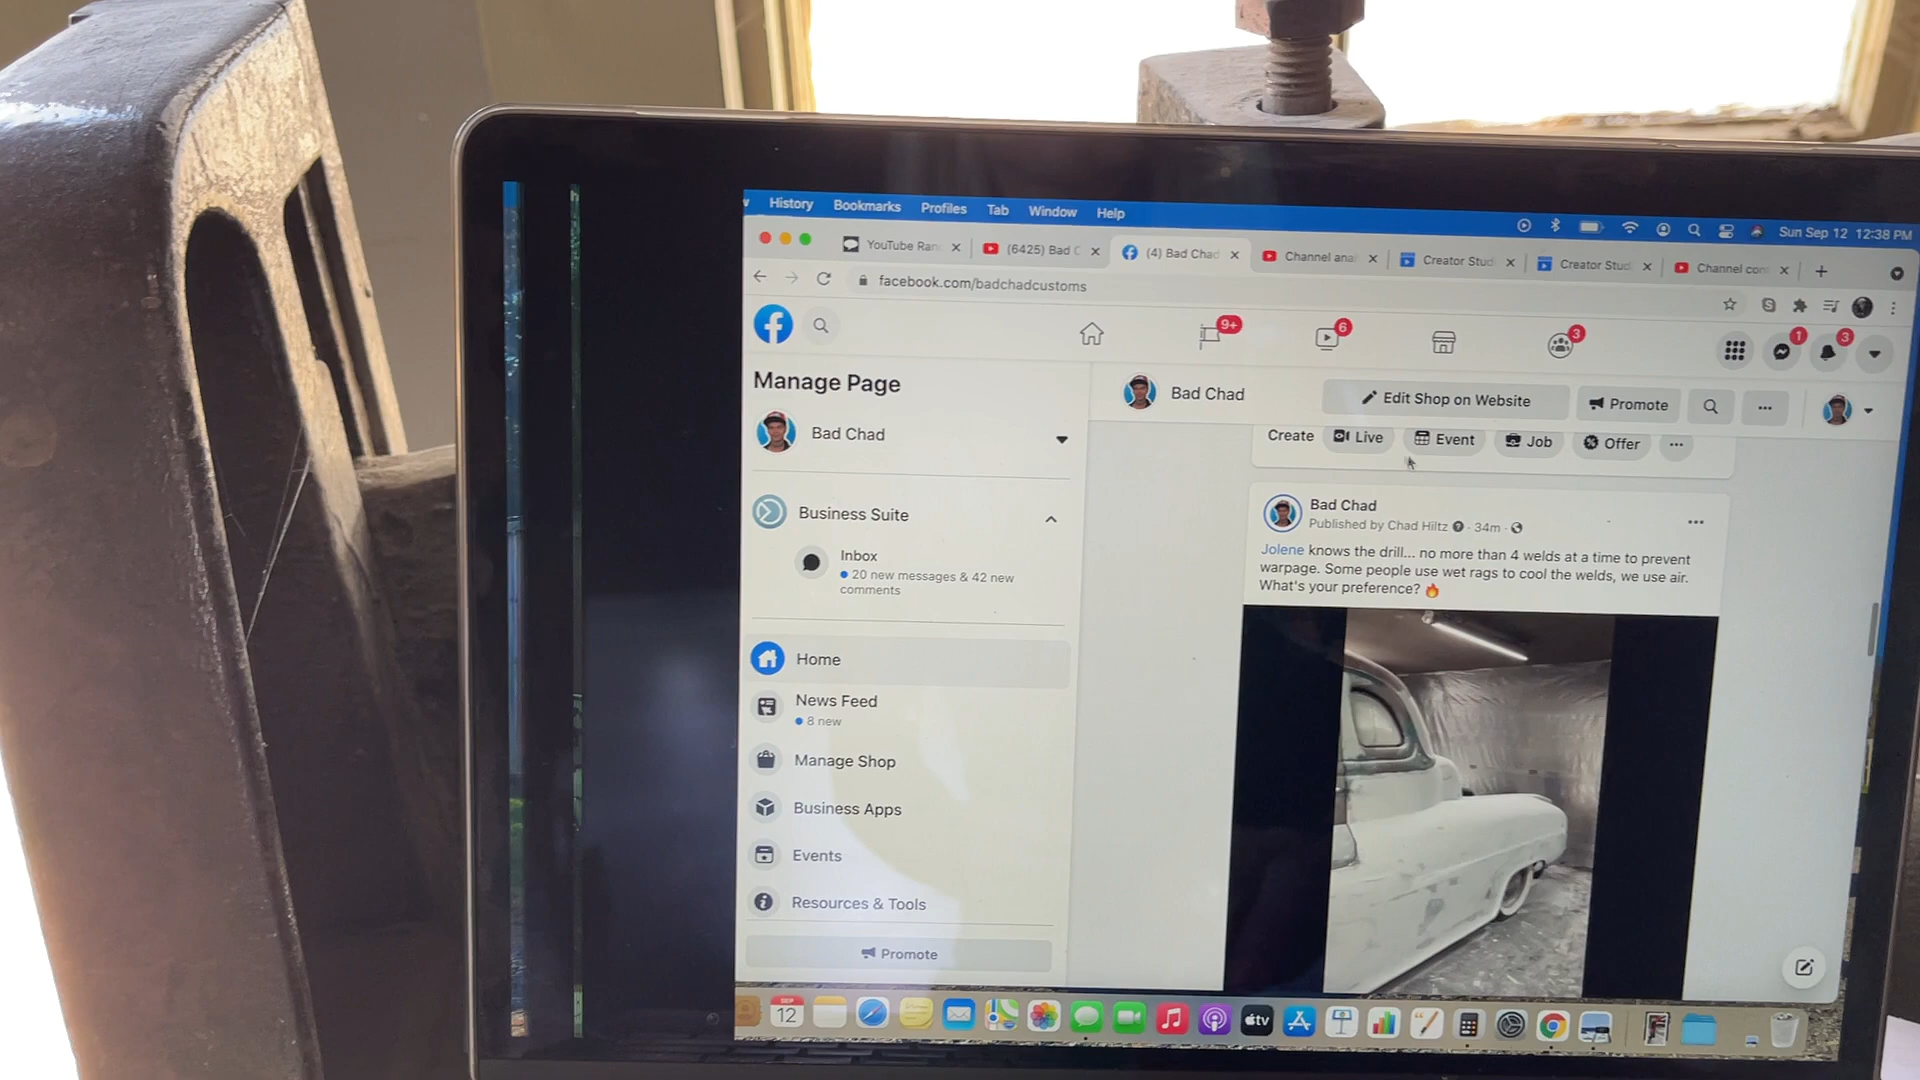 History Bookmarks Profiles Tab Window Help
Sun Sep 12 12:38 PM
YouTube Ran
(6425) Bad C
(4) Bad Chad
Channel anal
Creator Stud
Creator Stud
Channel con
facebook.com/badchadcustoms
9+
6
3
1
3
Manage Page
Bad Chad
Bad Chad
Edit Shop on Website
Promote
Create Live Event Job Offer
Business Suite
Inbox
20 new messages & 42 new
comments
Home
News Feed
8 new
Manage Shop
Business Apps
Events
Resources & Tools
Promote
Bad Chad
Published by Chad Hiltz · 34m ·
Jolene knows the drill... no more than 4 welds at a time to prevent
warpage. Some people use wet rags to cool the welds, we use air.
What's your preference? 🔥
SEP
12
tv